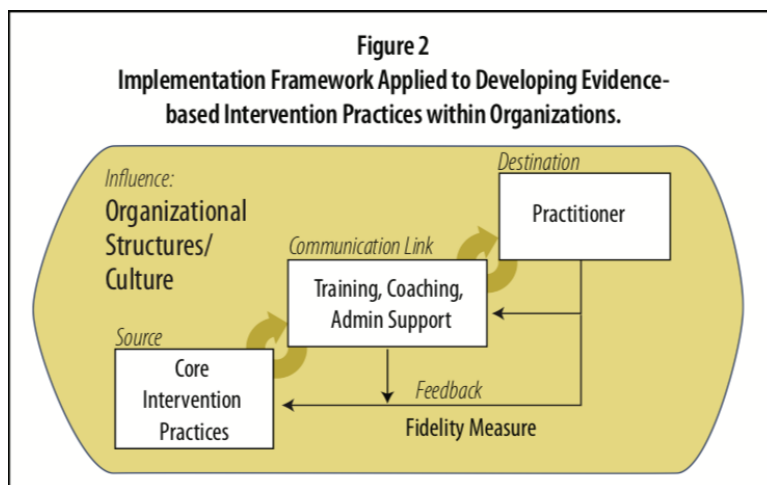 Figure 2
Implementation Framework Applied to Developing Evidence-
based Intervention Practices within Organizations.
Destination
Influence:
Organizational
Structures/
Culture
Practitioner
Communication Link
Training, Coaching,
Admin Support
Source
Core
Intervention
Practices
Feedback
Fidelity Measure